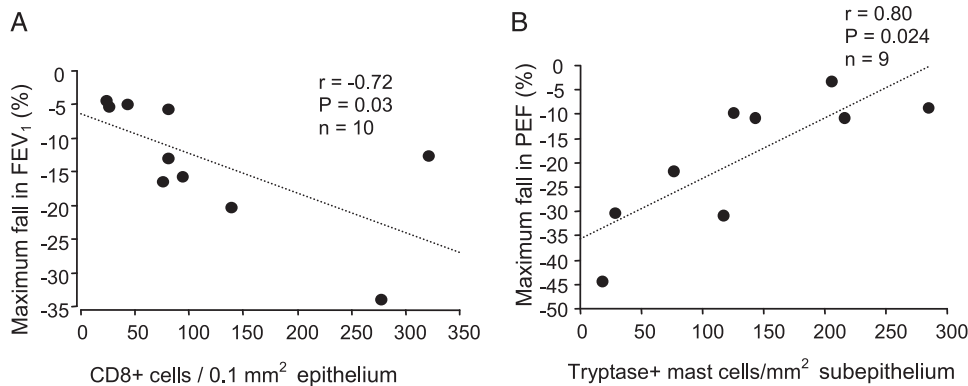 A
r = -0.72
P = 0.03
n = 10
Maximum fall in FEV₁ (%)
0
-5
-10
-15
-20
-25
-30
-35
0 50 100 150 200 250 300 350
CD8+ cells / 0.1 mm² epithelium
B
r = 0.80
P = 0.024
n = 9
Maximum fall in PEF (%)
0
-5
-10
-15
-20
-25
-30
-35
-40
-45
-50
0 50 100 150 200 250 300
Tryptase+ mast cells/mm² subepithelium